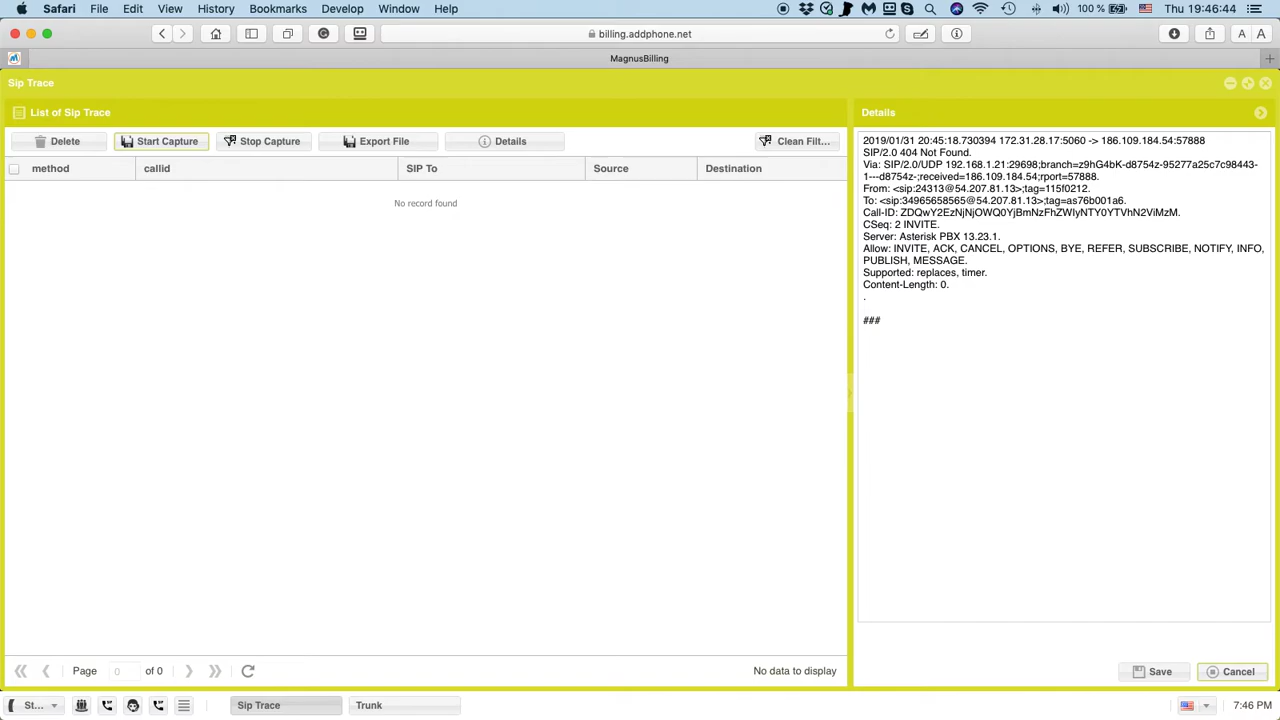 Safari File Edit View History Bookmarks Develop Window Help 100 % Thu 19:46:44
billing.addphone.net A A
MagnusBilling
Sip Trace
List of Sip Trace
Delete Start Capture Stop Capture Export File Details Clean Filt...
method callid SIP To Source Destination
No record found
Page 0 of 0 No data to display
Details
2019/01/31 20:45:18.730394 172.31.28.17:5060 -> 186.109.184.54:57888
SIP/2.0 404 Not Found.
Via: SIP/2.0/UDP 192.168.1.21:29698;branch=z9hG4bK-d8754z-95277a25c7c98443-
1---d8754z-;received=186.109.184.54;rport=57888.
From: <sip:24313@54.207.81.13>;tag=115f0212.
To: <sip:34965658565@54.207.81.13>;tag=as76b001a6.
Call-ID: ZDQwY2EzNjNjOWQ0YjBmNzFhZWIyNTY0YTVhN2ViMzM.
CSeq: 2 INVITE.
Server: Asterisk PBX 13.23.1.
Allow: INVITE, ACK, CANCEL, OPTIONS, BYE, REFER, SUBSCRIBE, NOTIFY, INFO,
PUBLISH, MESSAGE.
Supported: replaces, timer.
Content-Length: 0.
.
###
Save Cancel
St... Sip Trace Trunk 7:46 PM